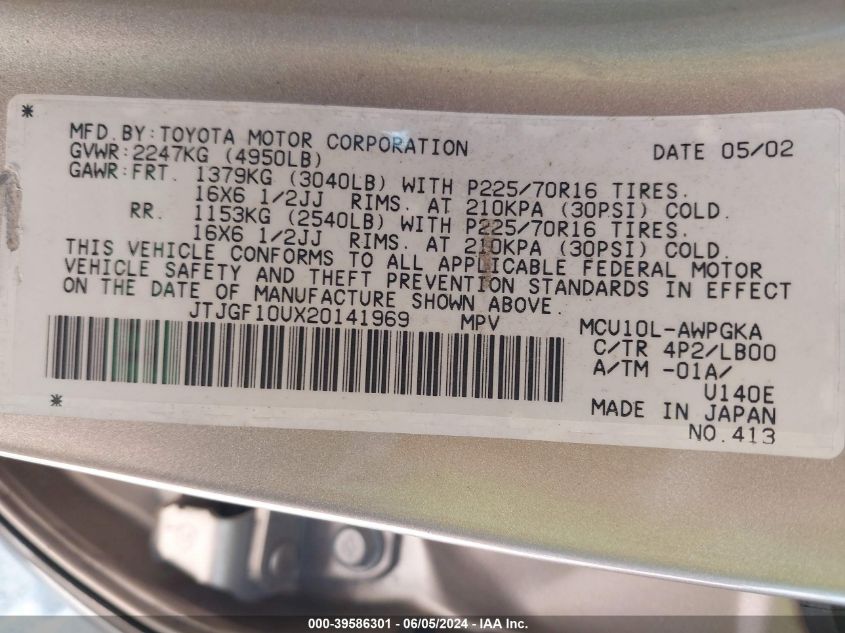 * MFD.BY:TOYOTA MOTOR CORPORATION DATE 05/02
GVWR:2247KG (4950LB)
GAWR:FRT. 1379KG (3040LB) WITH P225/70R16 TIRES.
16X6 1/2JJ RIMS. AT 210KPA (30PSI) COLD.
RR. 1153KG (2540LB) WITH P225/70R16 TIRES.
16X6 1/2JJ RIMS. AT 210KPA (30PSI) COLD.
THIS VEHICLE CONFORMS TO ALL APPLICABLE FEDERAL MOTOR
VEHICLE SAFETY AND THEFT PREVENTION STANDARDS IN EFFECT
ON THE DATE OF MANUFACTURE SHOWN ABOVE.
JTJGF10UX20141969 MPV MCU10L-AWPGKA
C/TR 4P2/LB00
A/TM -01A/
U140E
* MADE IN JAPAN
NO.413
000-39586301 - 06/05/2024 - IAA Inc.